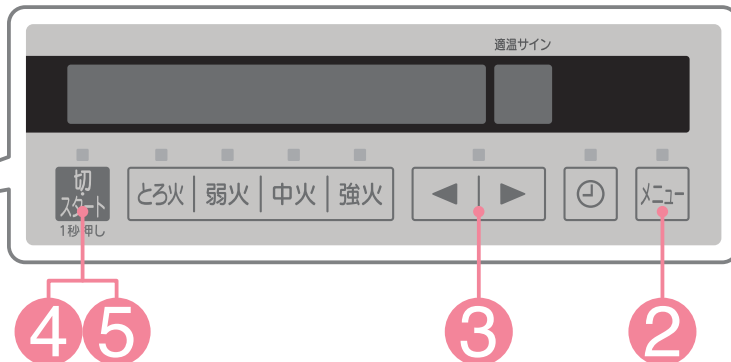 適温サイン
切・スタート
1秒押し
とろ火 弱火 中火 強火
メニュー
4 5 3 2